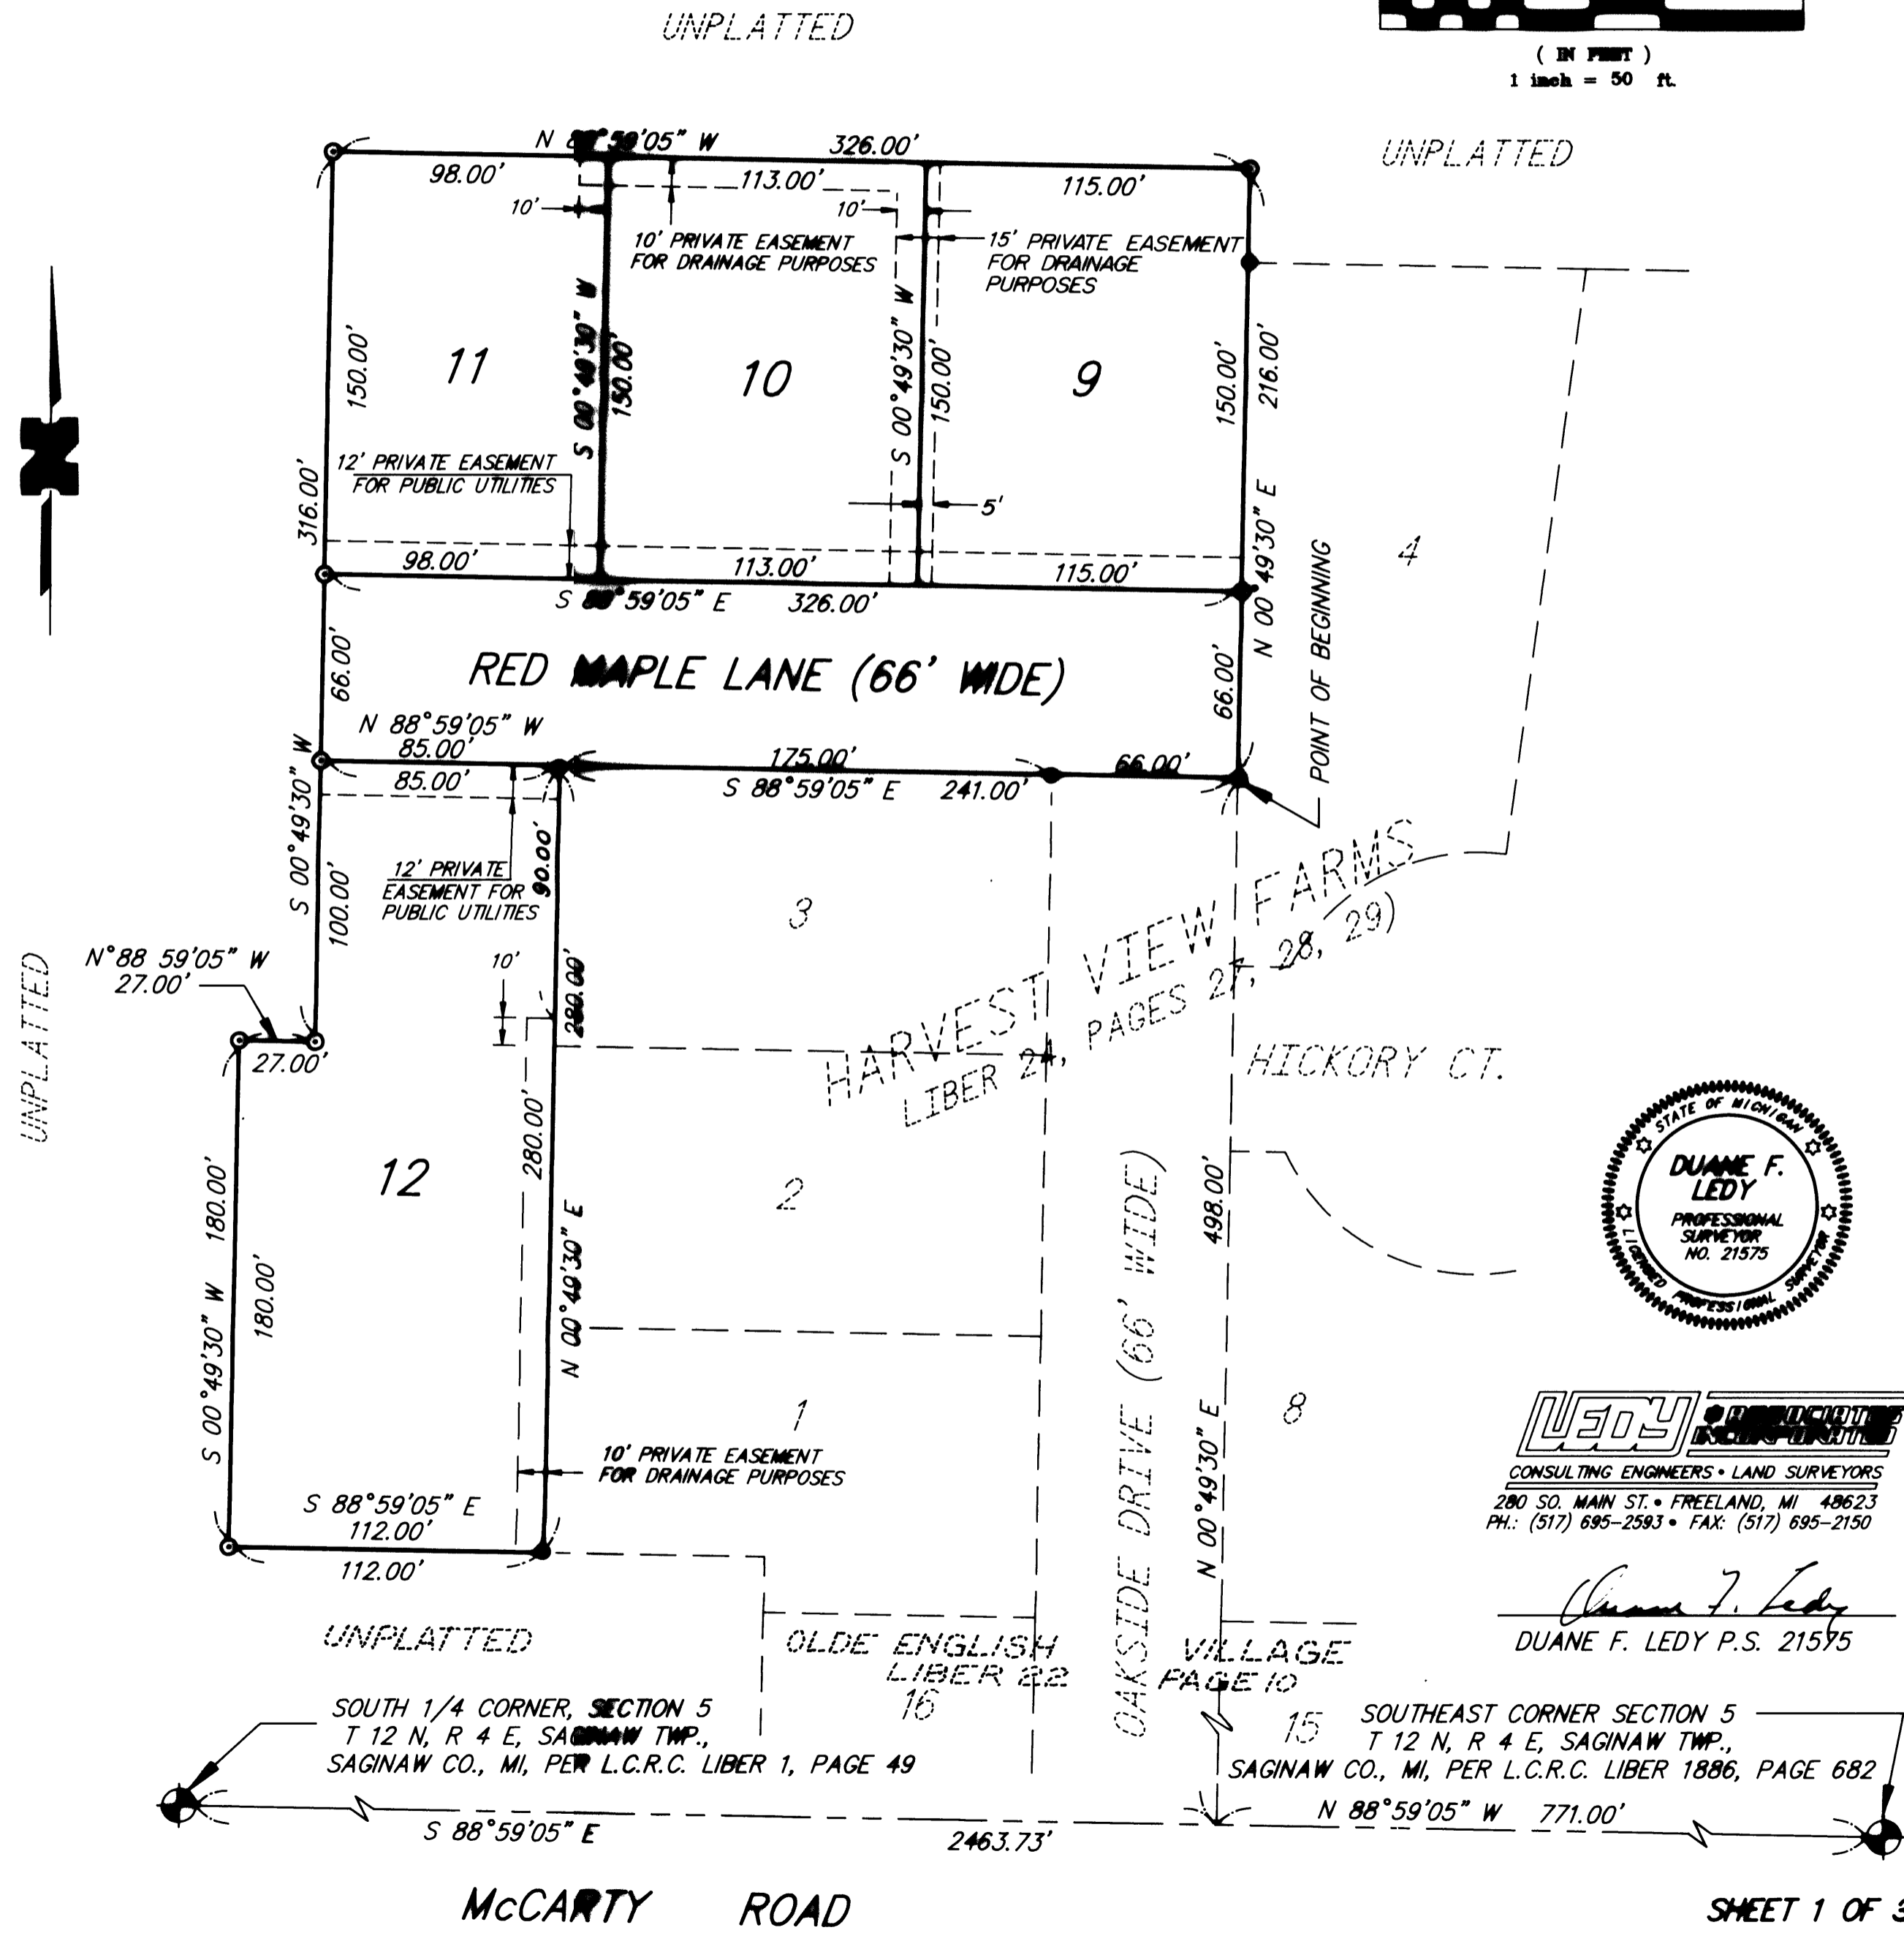 UNPLATTED
( IN FEET )
1 inch = 50 ft.
UNPLATTED
N 88°59'05" W 326.00'
98.00'
113.00'
115.00'
10'
10'
10' PRIVATE EASEMENT
FOR DRAINAGE PURPOSES
15' PRIVATE EASEMENT
FOR DRAINAGE
PURPOSES
S 00°49'30" W
150.00'
S 00°49'30" W
150.00'
150.00'
150.00'
216.00'
11
10
9
4
N
316.00'
12' PRIVATE EASEMENT
FOR PUBLIC UTILITIES
5'
N 00°49'30" E
98.00'
113.00'
115.00'
S 88°59'05" E 326.00'
POINT OF BEGINNING
66.00'
RED MAPLE LANE (66' WIDE)
66.00'
N 88°59'05" W
85.00'
175.00'
66.00'
85.00'
S 88°59'05" E 241.00'
S 00°49'30" W
100.00'
12' PRIVATE
EASEMENT FOR
PUBLIC UTILITIES
90.00'
3
HARVEST VIEW FARMS
LIBER 24, PAGES 27, 28, 29)
UNPLATTED
N°88 59'05" W
27.00'
27.00'
10'
280.00'
280.00'
HICKORY CT.
12
2
S 00°49'30" W 180.00'
180.00'
N 00°49'30" E
OAKSIDE DRIVE (66' WIDE)
498.00'
N 00°49'30" E
STATE OF MICHIGAN
DUANE F.
LEDY
PROFESSIONAL
SURVEYOR
NO. 21575
LICENSED PROFESSIONAL SURVEYOR
1
8
10' PRIVATE EASEMENT
FOR DRAINAGE PURPOSES
S 88°59'05" E
112.00'
112.00'
LEDY & ASSOCIATES
INCORPORATED
CONSULTING ENGINEERS • LAND SURVEYORS
280 SO. MAIN ST. • FREELAND, MI 48623
PH.: (517) 695-2593 • FAX: (517) 695-2150
Duane F. Ledy
DUANE F. LEDY P.S. 21575
UNPLATTED
OLDE ENGLISH VILLAGE
LIBER 22 PAGE 10
16
15
SOUTH 1/4 CORNER, SECTION 5
T 12 N, R 4 E, SAGINAW TWP.,
SAGINAW CO., MI, PER L.C.R.C. LIBER 1, PAGE 49
SOUTHEAST CORNER SECTION 5
T 12 N, R 4 E, SAGINAW TWP.,
SAGINAW CO., MI, PER L.C.R.C. LIBER 1886, PAGE 682
S 88°59'05" E 2463.73'
N 88°59'05" W 771.00'
McCARTY ROAD
SHEET 1 OF 3